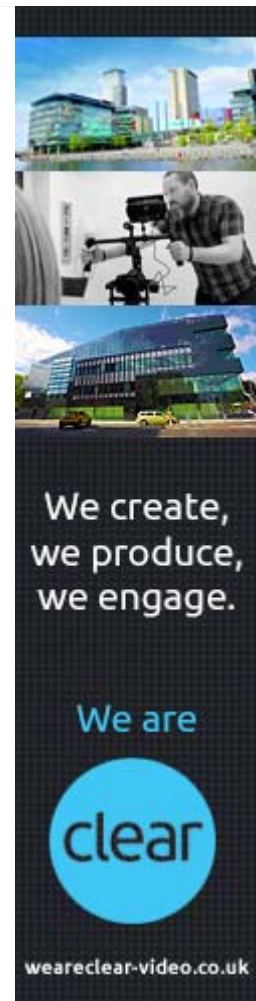 We create,
we produce,
we engage.
We are
clear
weareclear-video.co.uk